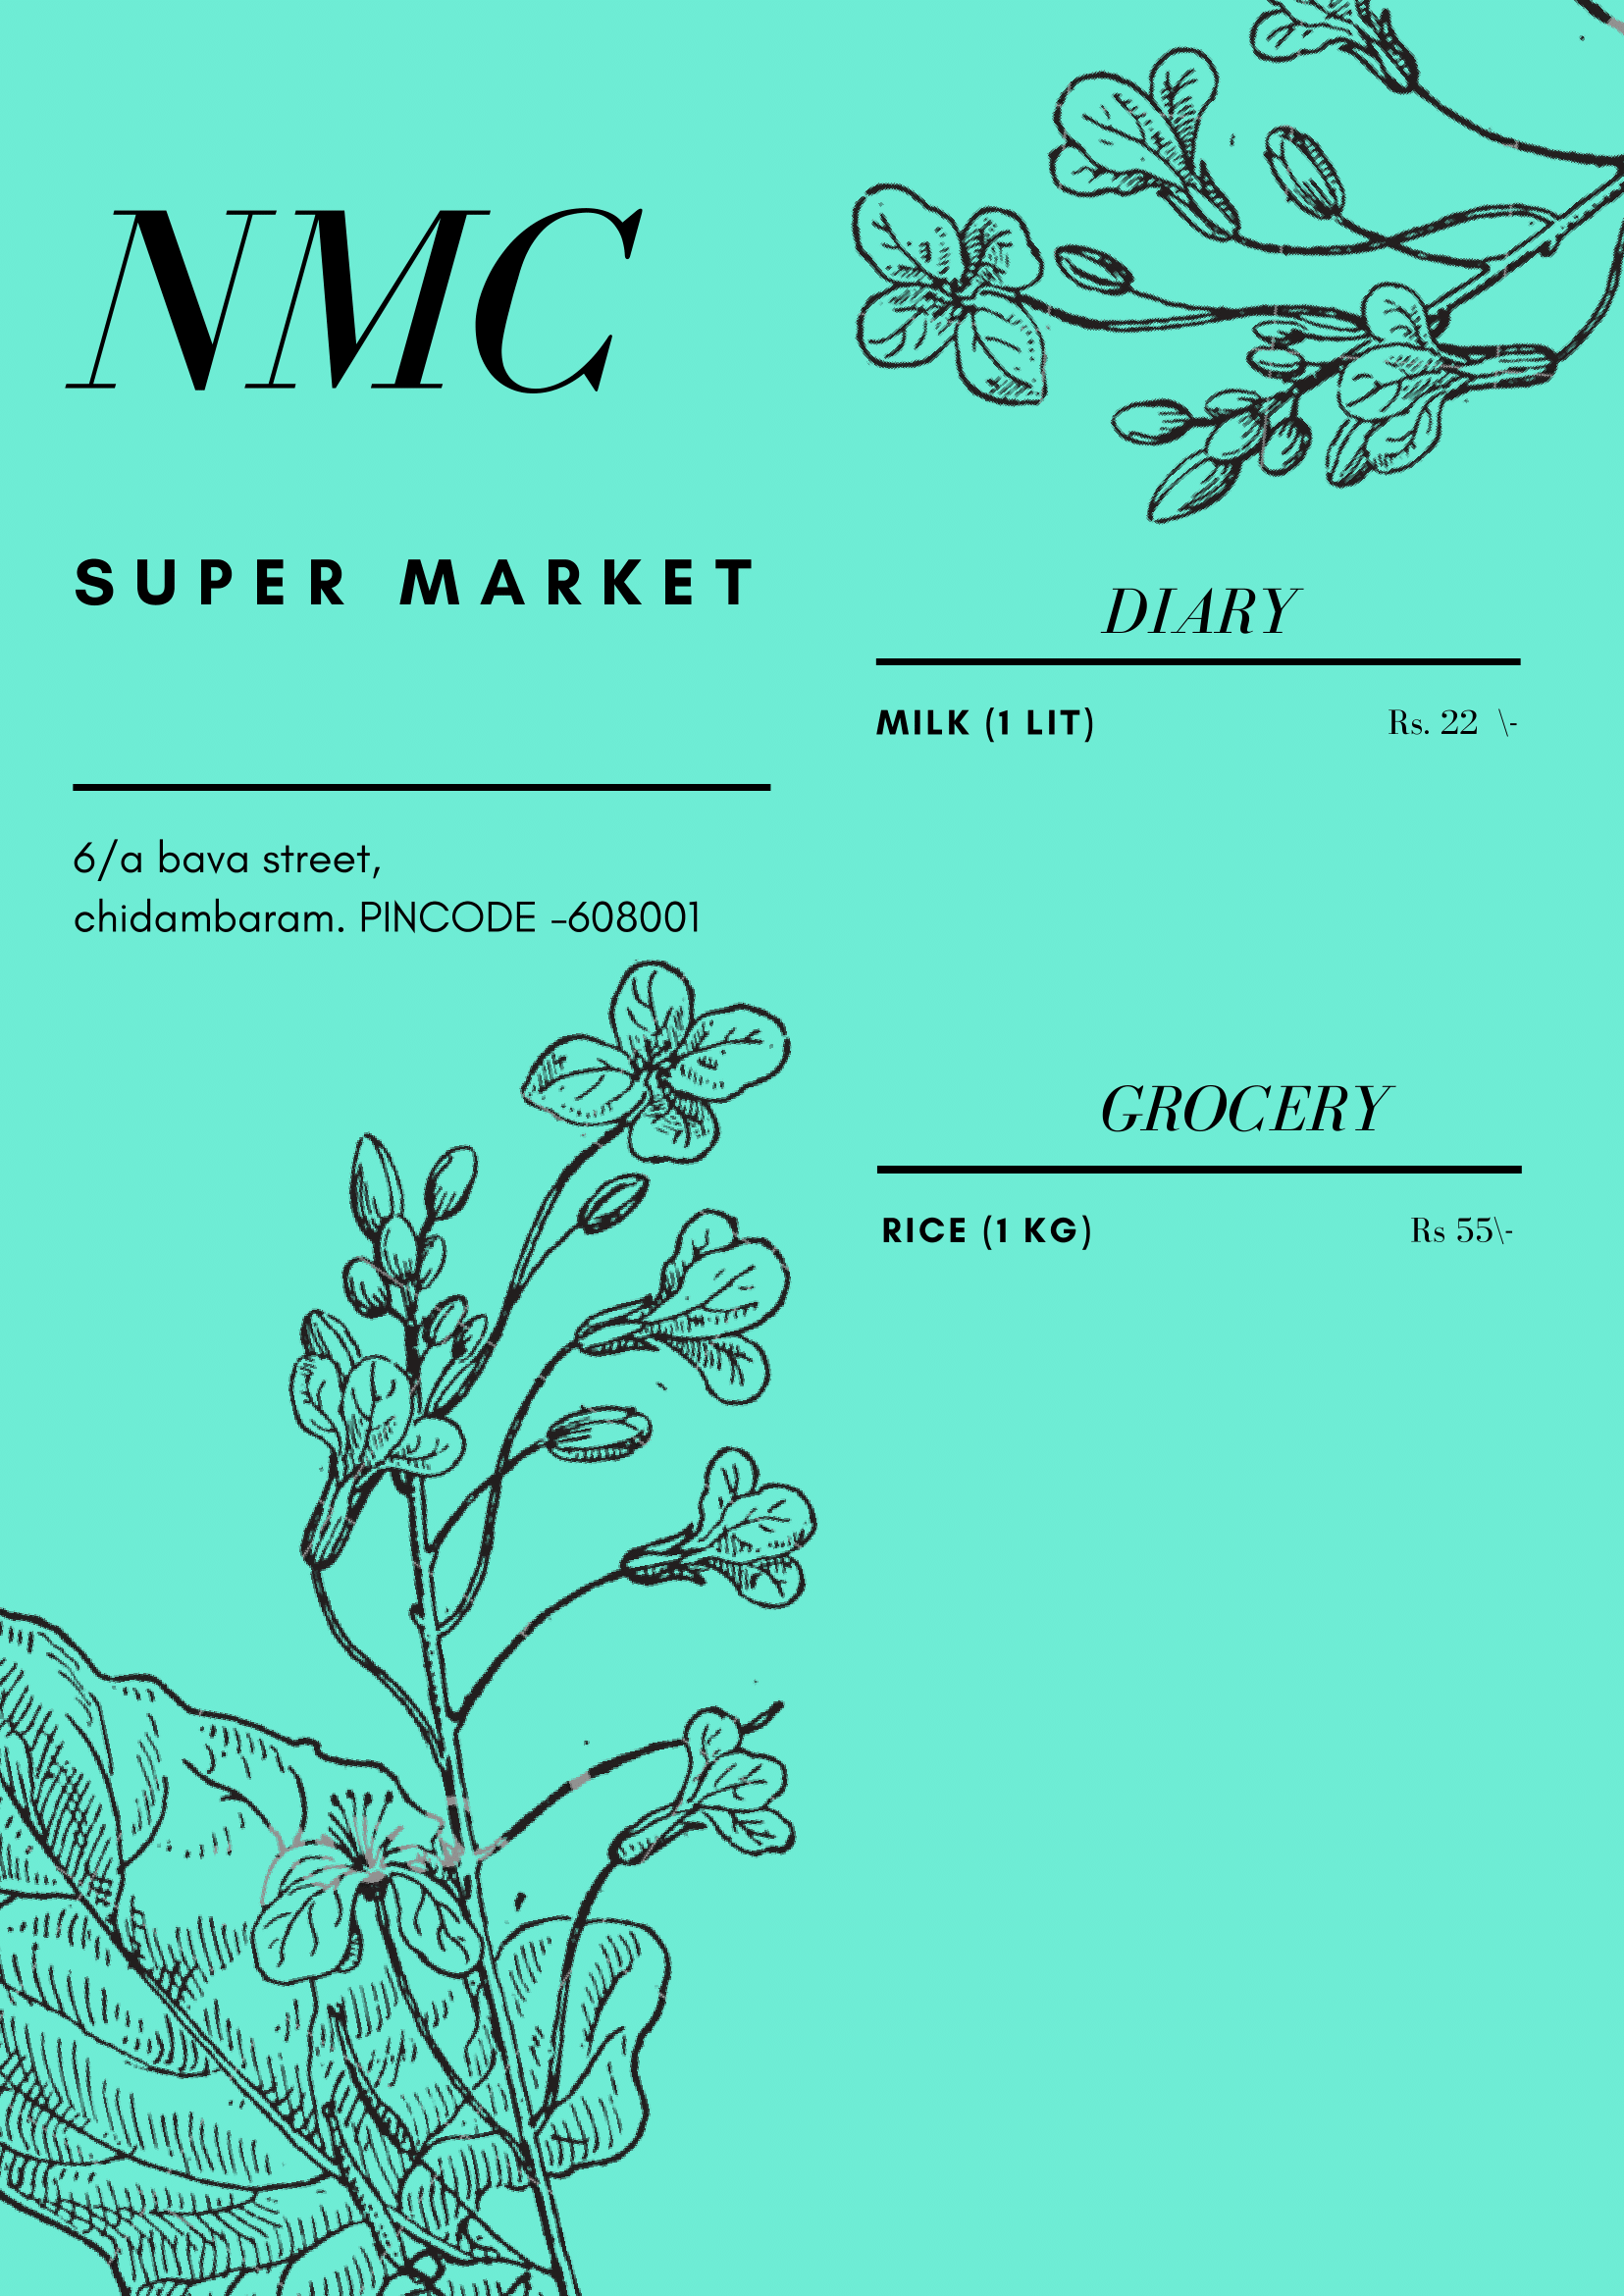 NMC
SUPER MARKET
6/a bava street,
chidambaram. PINCODE -608001
DIARY
MILK (1 LIT) Rs. 22 \-
GROCERY
RICE (1 KG) Rs 55\-